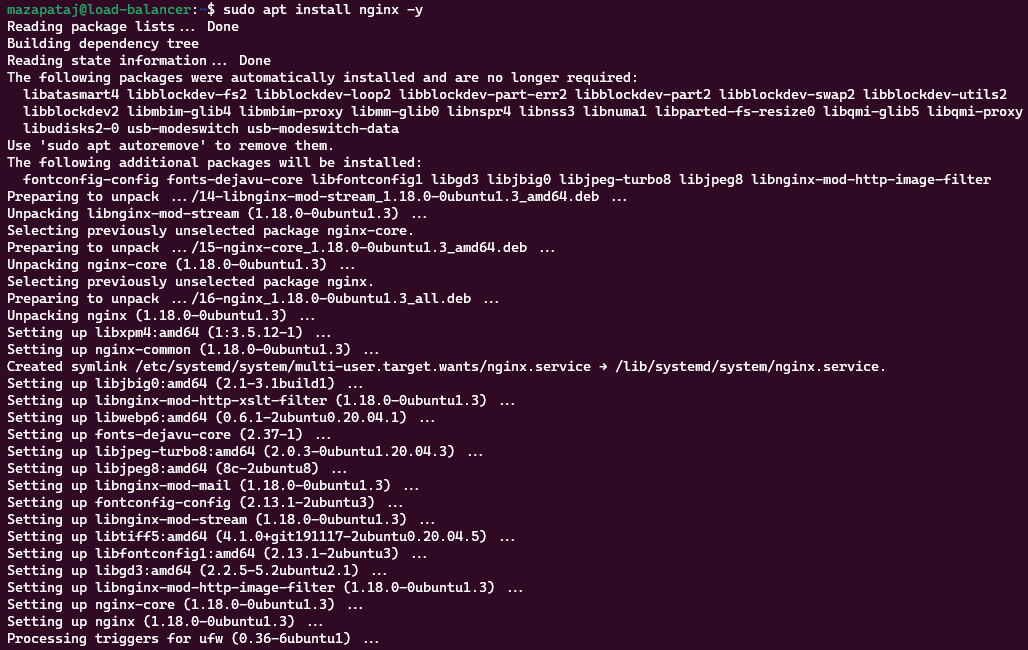 mazapataj@load-balancer:~$ sudo apt install nginx -y
Reading package lists... Done
Building dependency tree
Reading state information... Done
The following packages were automatically installed and are no longer required:
  libatasmart4 libblockdev-fs2 libblockdev-loop2 libblockdev-part-err2 libblockdev-part2 libblockdev-swap2 libblockdev-utils2
  libblockdev2 libmbim-glib4 libmbim-proxy libmm-glib0 libnspr4 libnss3 libnuma1 libparted-fs-resize0 libqmi-glib5 libqmi-proxy
  libudisks2-0 usb-modeswitch usb-modeswitch-data
Use 'sudo apt autoremove' to remove them.
The following additional packages will be installed:
  fontconfig-config fonts-dejavu-core libfontconfig1 libgd3 libjbig0 libjpeg-turbo8 libjpeg8 libnginx-mod-http-image-filter
Preparing to unpack .../14-libnginx-mod-stream_1.18.0-0ubuntu1.3_amd64.deb ...
Unpacking libnginx-mod-stream (1.18.0-0ubuntu1.3) ...
Selecting previously unselected package nginx-core.
Preparing to unpack .../15-nginx-core_1.18.0-0ubuntu1.3_amd64.deb ...
Unpacking nginx-core (1.18.0-0ubuntu1.3) ...
Selecting previously unselected package nginx.
Preparing to unpack .../16-nginx_1.18.0-0ubuntu1.3_all.deb ...
Unpacking nginx (1.18.0-0ubuntu1.3) ...
Setting up libxpm4:amd64 (1:3.5.12-1) ...
Setting up nginx-common (1.18.0-0ubuntu1.3) ...
Created symlink /etc/systemd/system/multi-user.target.wants/nginx.service → /lib/systemd/system/nginx.service.
Setting up libjbig0:amd64 (2.1-3.1build1) ...
Setting up libnginx-mod-http-xslt-filter (1.18.0-0ubuntu1.3) ...
Setting up libwebp6:amd64 (0.6.1-2ubuntu0.20.04.1) ...
Setting up fonts-dejavu-core (2.37-1) ...
Setting up libjpeg-turbo8:amd64 (2.0.3-0ubuntu1.20.04.3) ...
Setting up libjpeg8:amd64 (8c-2ubuntu8) ...
Setting up libnginx-mod-mail (1.18.0-0ubuntu1.3) ...
Setting up fontconfig-config (2.13.1-2ubuntu3) ...
Setting up libnginx-mod-stream (1.18.0-0ubuntu1.3) ...
Setting up libtiff5:amd64 (4.1.0+git191117-2ubuntu0.20.04.5) ...
Setting up libfontconfig1:amd64 (2.13.1-2ubuntu3) ...
Setting up libgd3:amd64 (2.2.5-5.2ubuntu2.1) ...
Setting up libnginx-mod-http-image-filter (1.18.0-0ubuntu1.3) ...
Setting up nginx-core (1.18.0-0ubuntu1.3) ...
Setting up nginx (1.18.0-0ubuntu1.3) ...
Processing triggers for ufw (0.36-6ubuntu1) ...